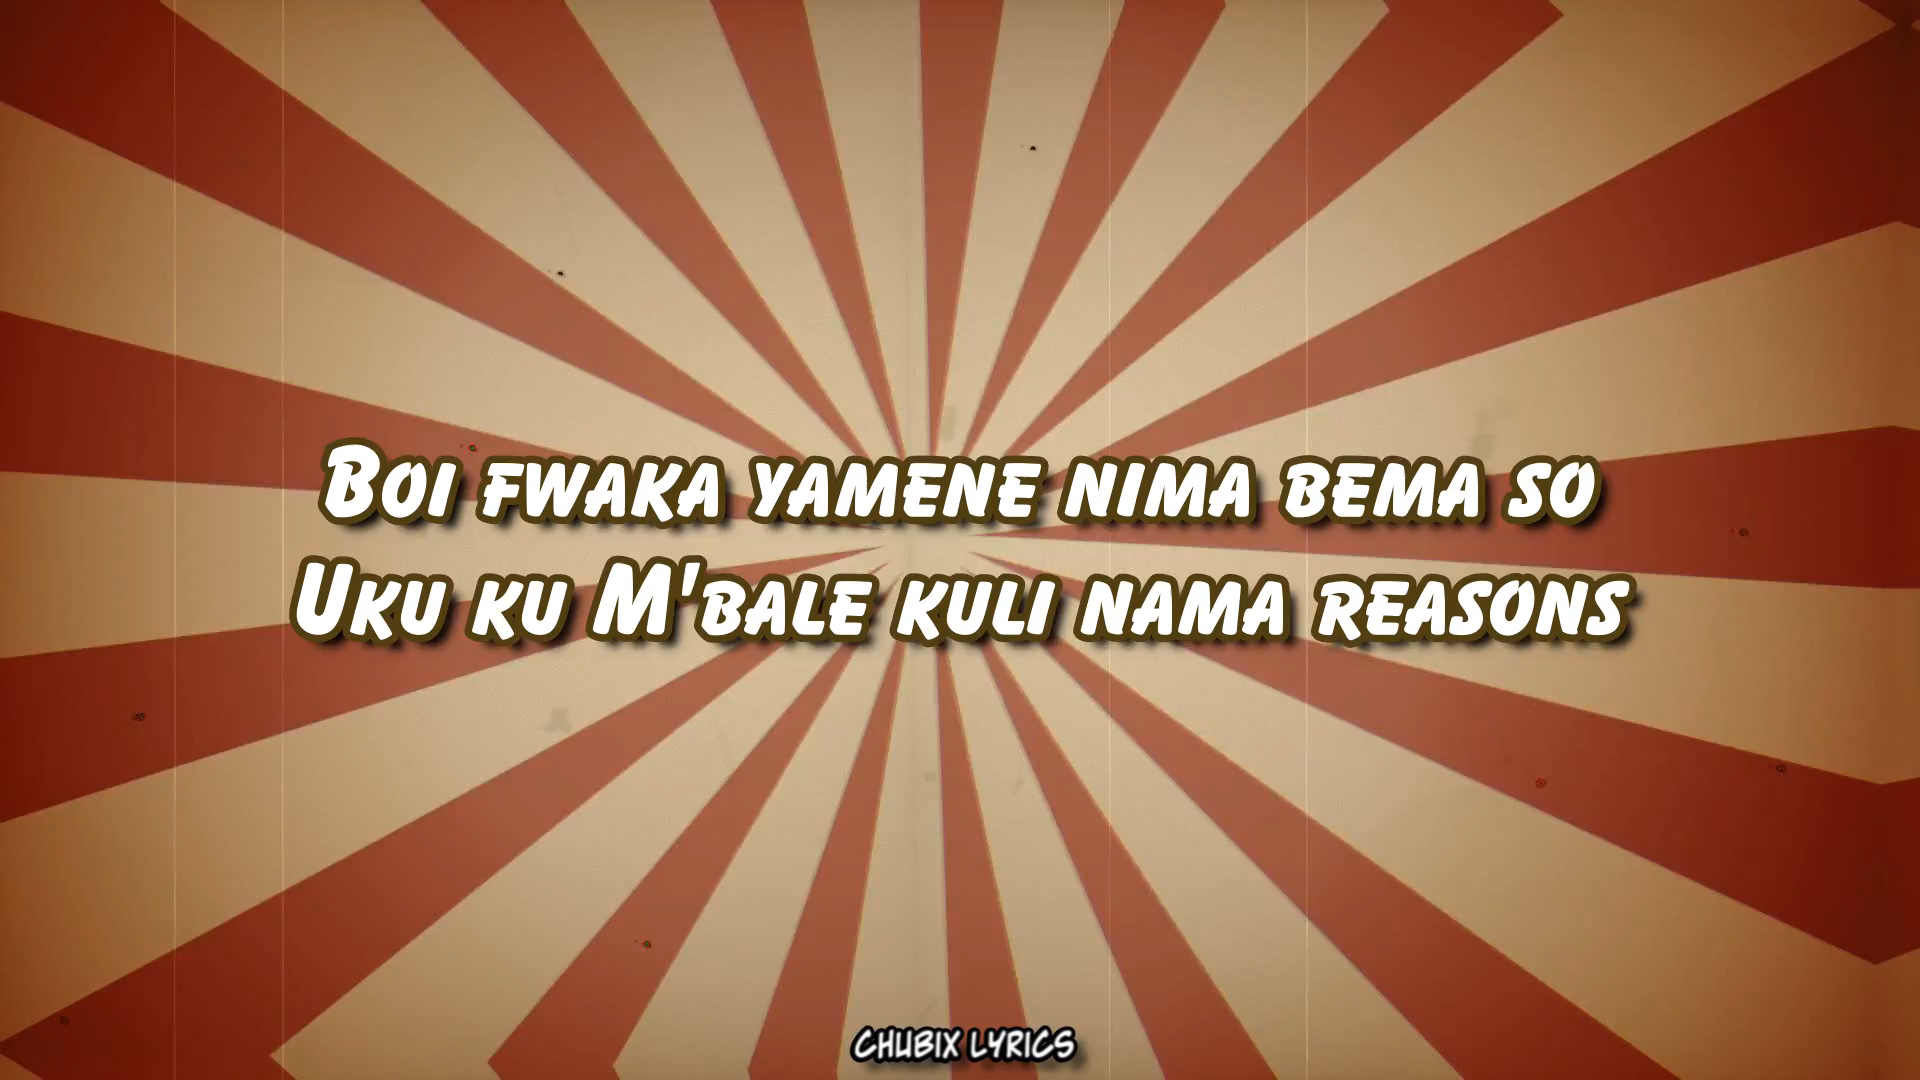 Boi fwaka yamene nima bema so
Uku ku M'bale kuli nama reasons
CHUBIX LYRICS